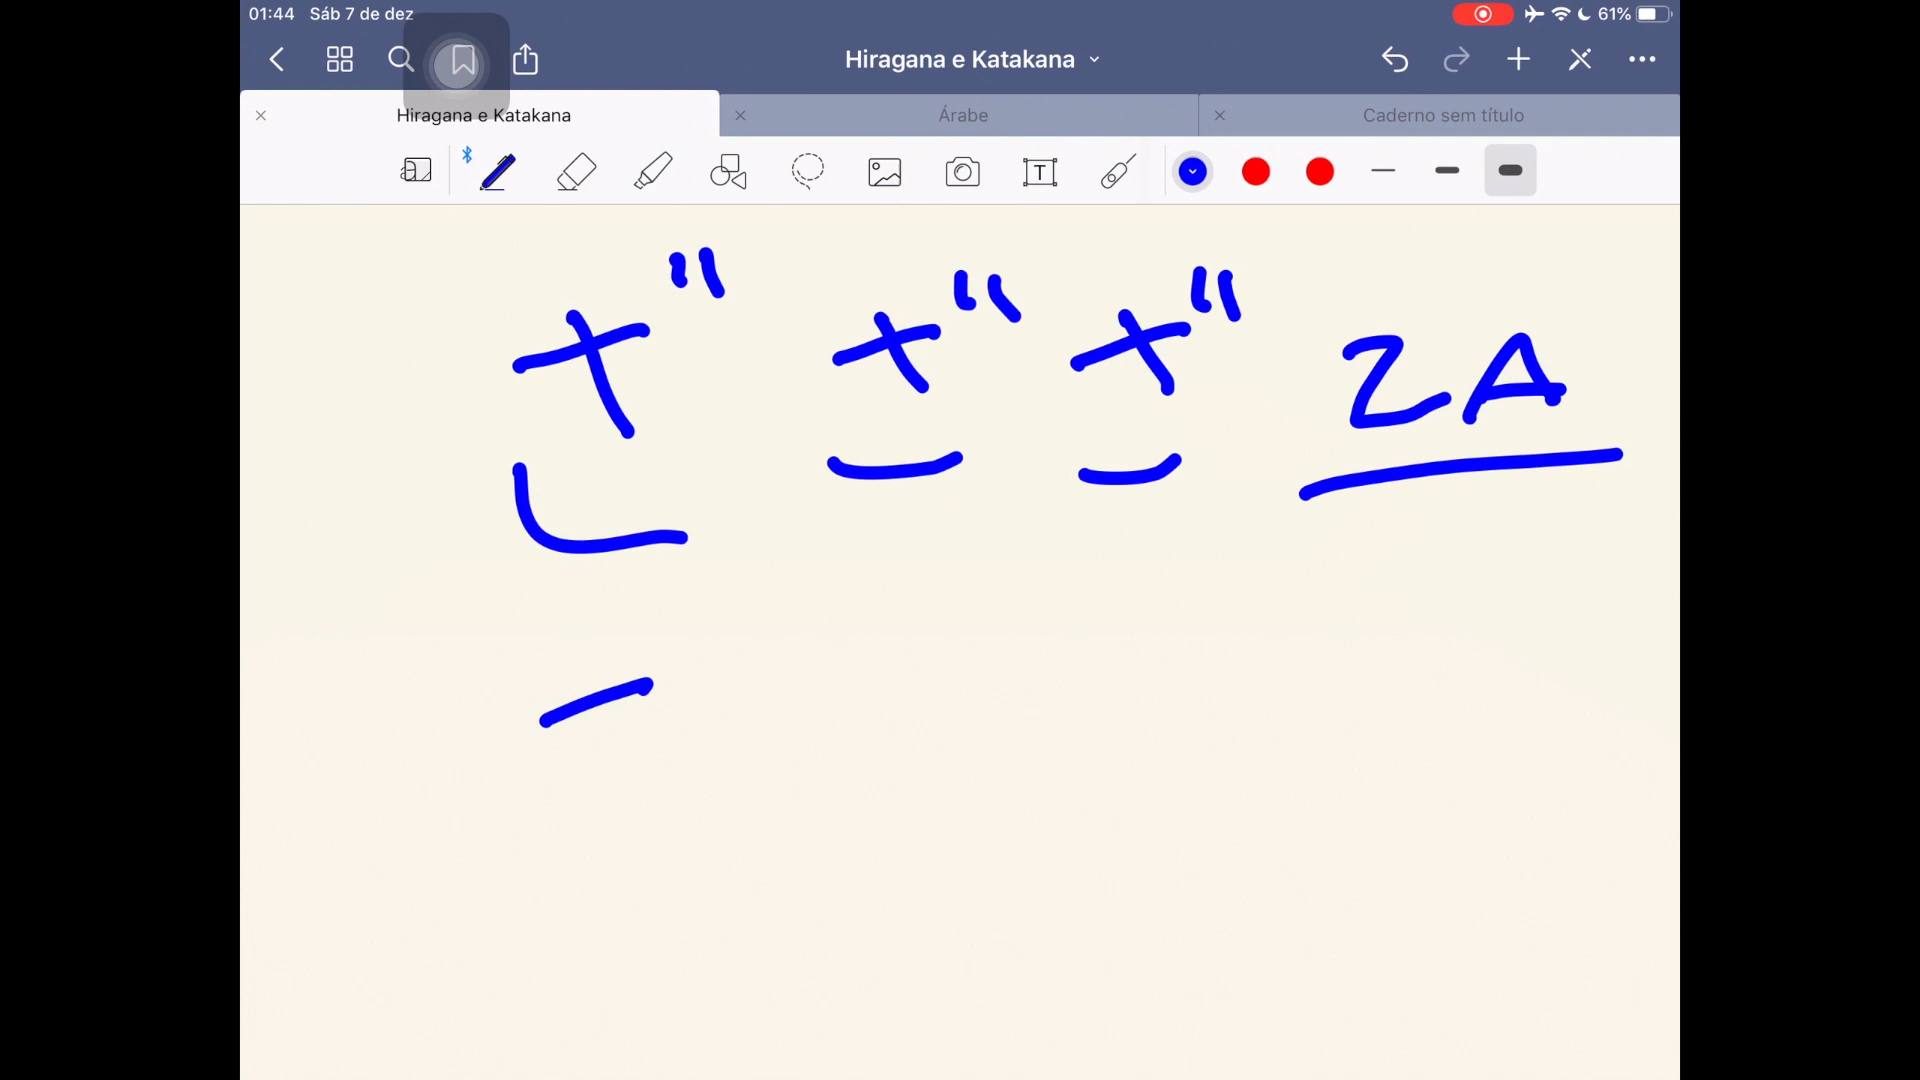 01:44 Sáb 7 de dez 61%
Hiragana e Katakana
Hiragana e Katakana Árabe Caderno sem título
T
ざ ざ ざ ZA